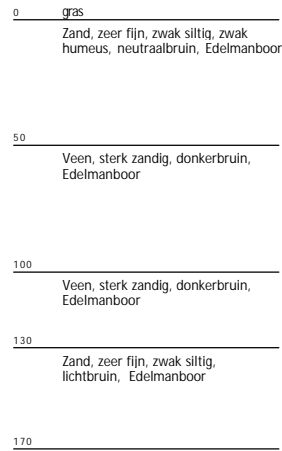 0 gras
Zand, zeer fijn, zwak siltig, zwak
humeus, neutraalbruin, Edelmanboor
50
Veen, sterk zandig, donkerbruin,
Edelmanboor
100
Veen, sterk zandig, donkerbruin,
Edelmanboor
130
Zand, zeer fijn, zwak siltig,
lichtbruin, Edelmanboor
170